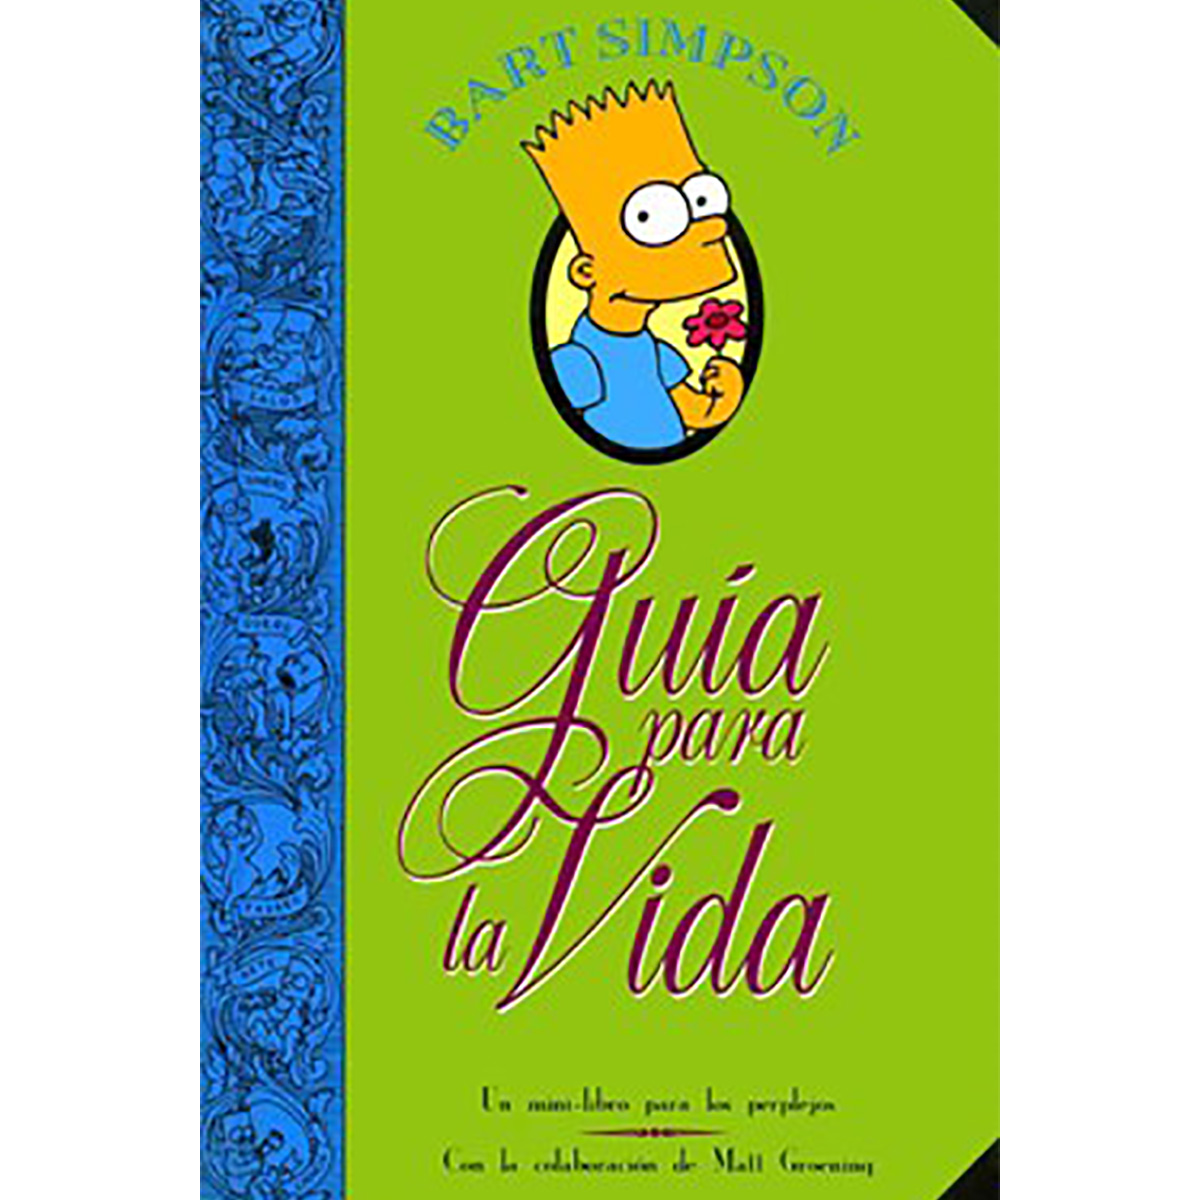 BART SIMPSON
Guía
para
la Vida
Un mini-libro para los perplejos
Con la colaboración de Matt Groening